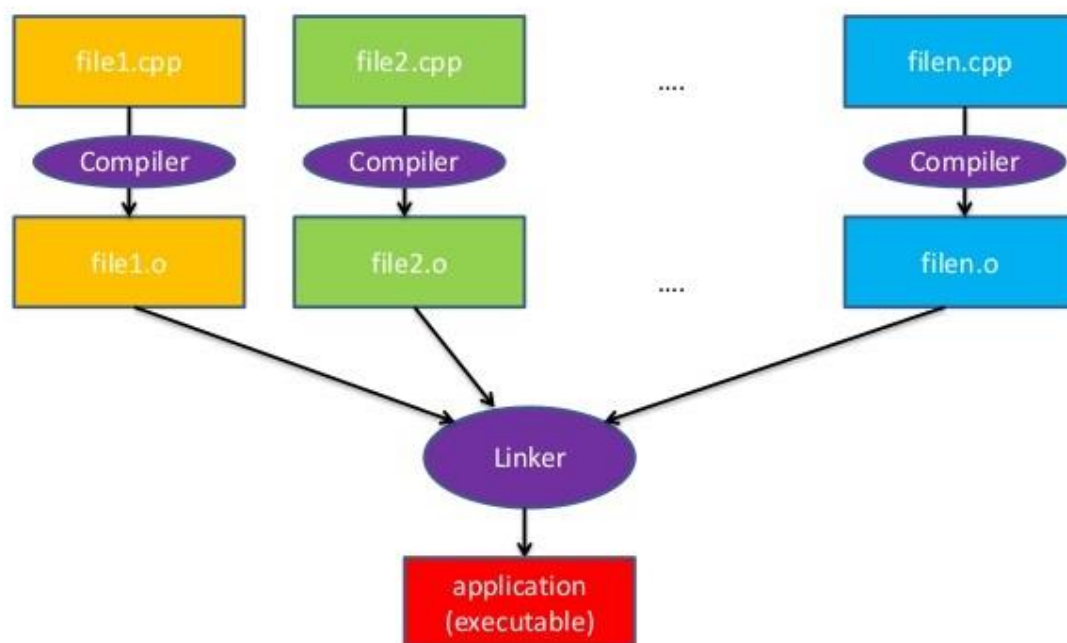 file1.cpp
file2.cpp
....
filen.cpp
Compiler
Compiler
Compiler
file1.o
file2.o
....
filen.o
Linker
application
(executable)